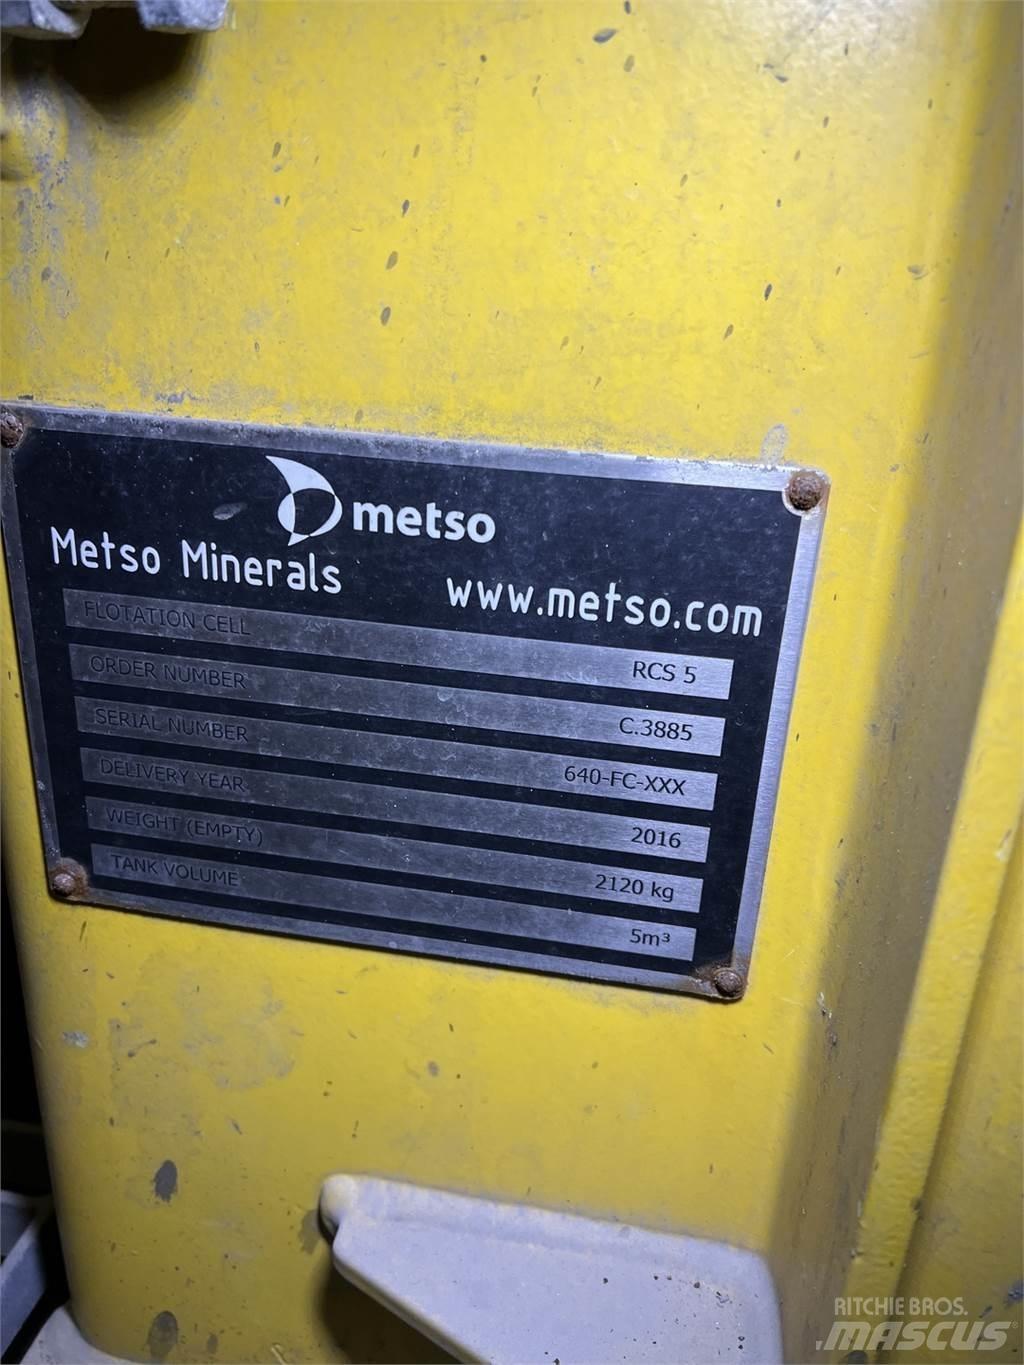 metso
Metso Minerals www.metso.com
FLOTATION CELL RCS 5
ORDER NUMBER C.3885
SERIAL NUMBER 640-FC-XXX
DELIVERY YEAR 2016
WEIGHT (EMPTY) 2120 kg
TANK VOLUME 5m³
RITCHIE BROS.
MASCUS